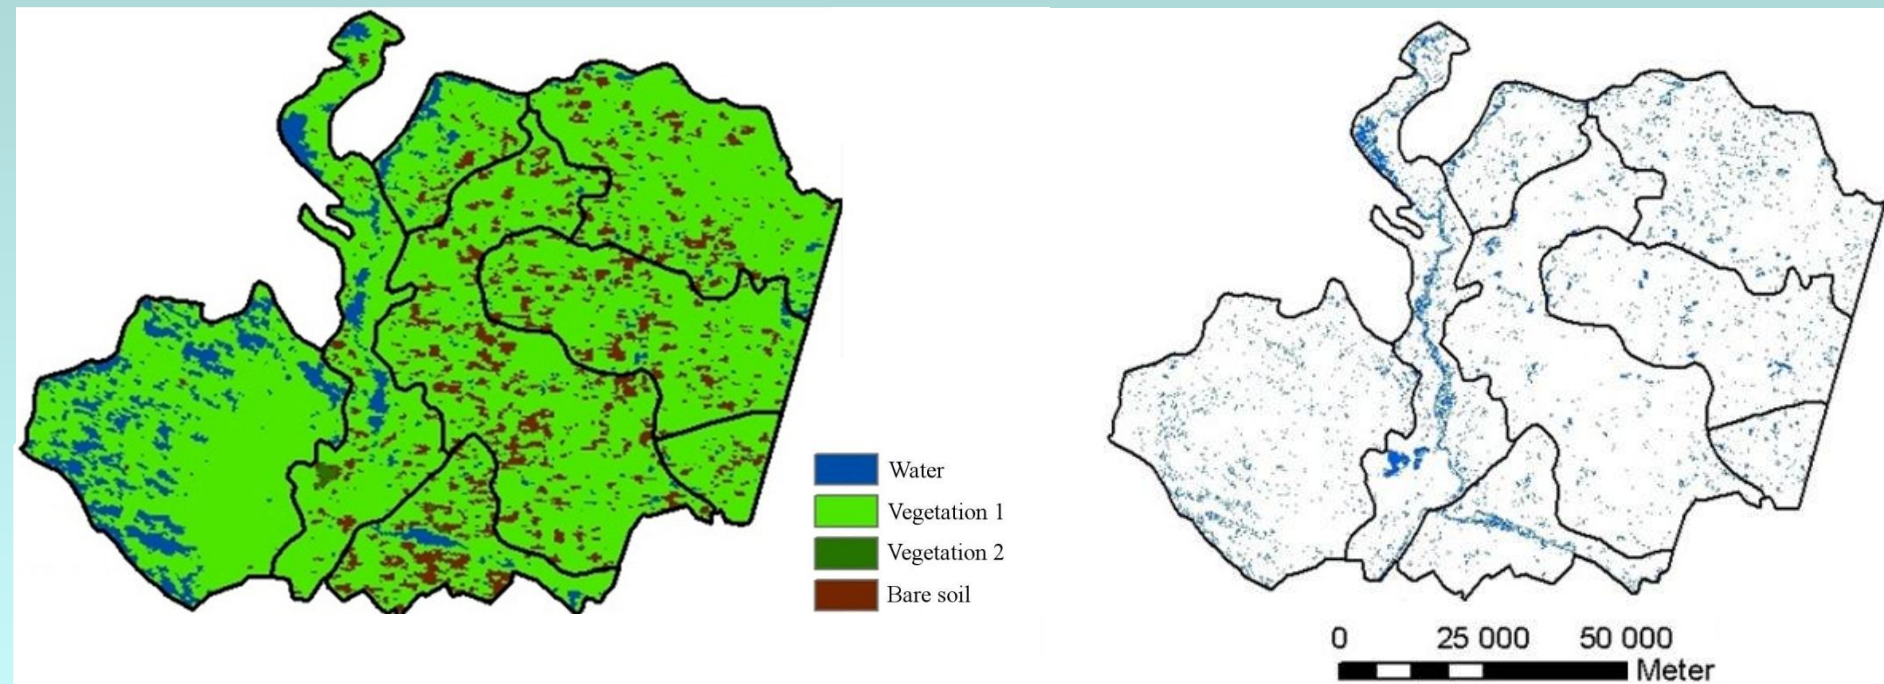 Water
Vegetation 1
Vegetation 2
Bare soil
0 25 000 50 000
Meter